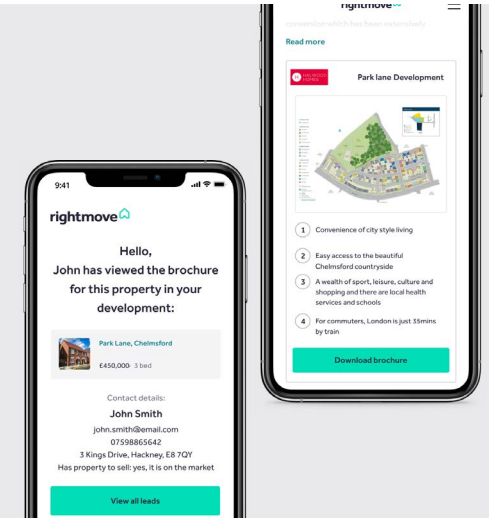 9:41
rightmove
Hello,
John has viewed the brochure
for this property in your
development:
Park Lane, Chelmsford
£450,000 3 bed
Contact details:
John Smith
john.smith@email.com
07598865642
3 Kings Drive, Hackney, E8 7QY
Has property to sell: yes, it is on the market
View all leads
rightmove
conversion which has been extensively
Read more
Park lane Development
1 Convenience of city style living
2 Easy access to the beautiful
Chelmsford countryside
3 A wealth of sport, leisure, culture and
shopping and there are local health
services and schools
4 For commuters, London is just 35mins
by train
Download brochure